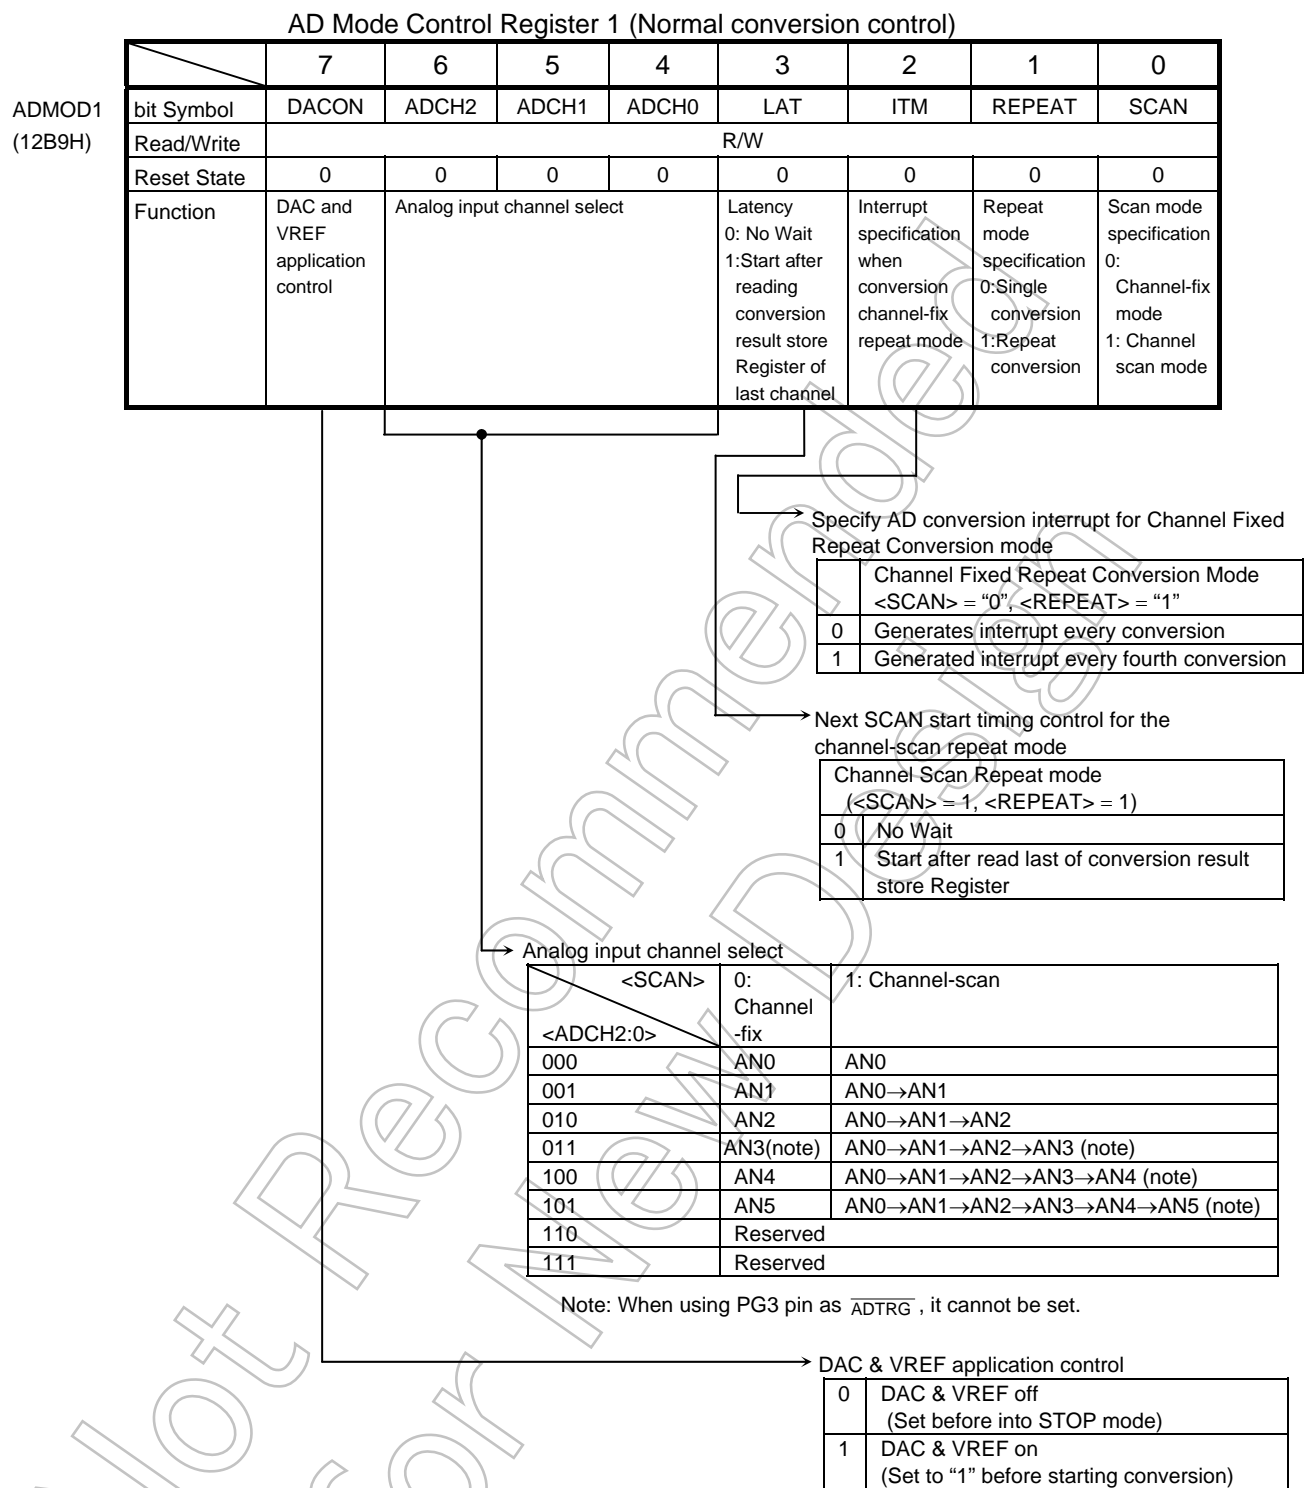 AD Mode Control Register 1 (Normal conversion control)
7 6 5 4 3 2 1 0
ADMOD1 (12B9H)
bit Symbol DACON ADCH2 ADCH1 ADCH0 LAT ITM REPEAT SCAN
Read/Write R/W
Reset State 0 0 0 0 0 0 0 0
Function
DAC and
VREF
application
control
Analog input channel select
Latency
0: No Wait
1:Start after
reading
conversion
result store
Register of
last channel
Interrupt
specification
when
conversion
channel-fix
repeat mode
Repeat
mode
specification
0:Single
conversion
1:Repeat
conversion
Scan mode
specification
0:
Channel-fix
mode
1: Channel
scan mode
Specify AD conversion interrupt for Channel Fixed
Repeat Conversion mode
Channel Fixed Repeat Conversion Mode
<SCAN> = “0”, <REPEAT> = “1”
0 Generates interrupt every conversion
1 Generated interrupt every fourth conversion
Next SCAN start timing control for the
channel-scan repeat mode
Channel Scan Repeat mode
(<SCAN> = 1, <REPEAT> = 1)
0 No Wait
1 Start after read last of conversion result
store Register
Analog input channel select
<SCAN>
<ADCH2:0>
0:
Channel
-fix
1: Channel-scan
000 AN0 AN0
001 AN1 AN0→AN1
010 AN2 AN0→AN1→AN2
011 AN3(note) AN0→AN1→AN2→AN3 (note)
100 AN4 AN0→AN1→AN2→AN3→AN4 (note)
101 AN5 AN0→AN1→AN2→AN3→AN4→AN5 (note)
110 Reserved
111 Reserved
Note: When using PG3 pin as ADTRG , it cannot be set.
DAC & VREF application control
0 DAC & VREF off
(Set before into STOP mode)
1 DAC & VREF on
(Set to “1” before starting conversion)
Not Recommended
for New Design